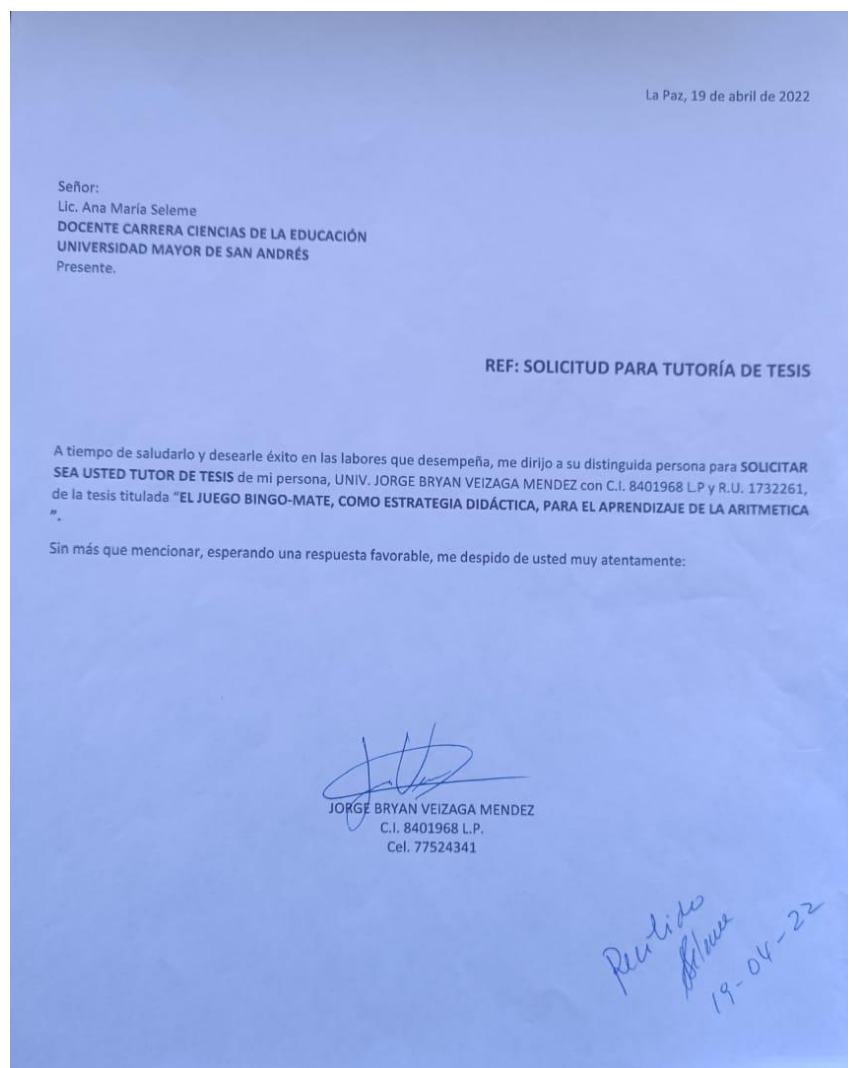 La Paz, 19 de abril de 2022
Señor:
Lic. Ana María Seleme
DOCENTE CARRERA CIENCIAS DE LA EDUCACIÓN
UNIVERSIDAD MAYOR DE SAN ANDRÉS
Presente.
REF: SOLICITUD PARA TUTORÍA DE TESIS
A tiempo de saludarlo y desearle éxito en las labores que desempeña, me dirijo a su distinguida persona para SOLICITAR
SEA USTED TUTOR DE TESIS de mi persona, UNIV. JORGE BRYAN VEIZAGA MENDEZ con C.I. 8401968 L.P y R.U. 1732261,
de la tesis titulada “EL JUEGO BINGO-MATE, COMO ESTRATEGIA DIDÁCTICA, PARA EL APRENDIZAJE DE LA ARITMETICA
”.
Sin más que mencionar, esperando una respuesta favorable, me despido de usted muy atentamente:
JORGE BRYAN VEIZAGA MENDEZ
C.I. 8401968 L.P.
Cel. 77524341
Recibido
Seleme
19-04-22